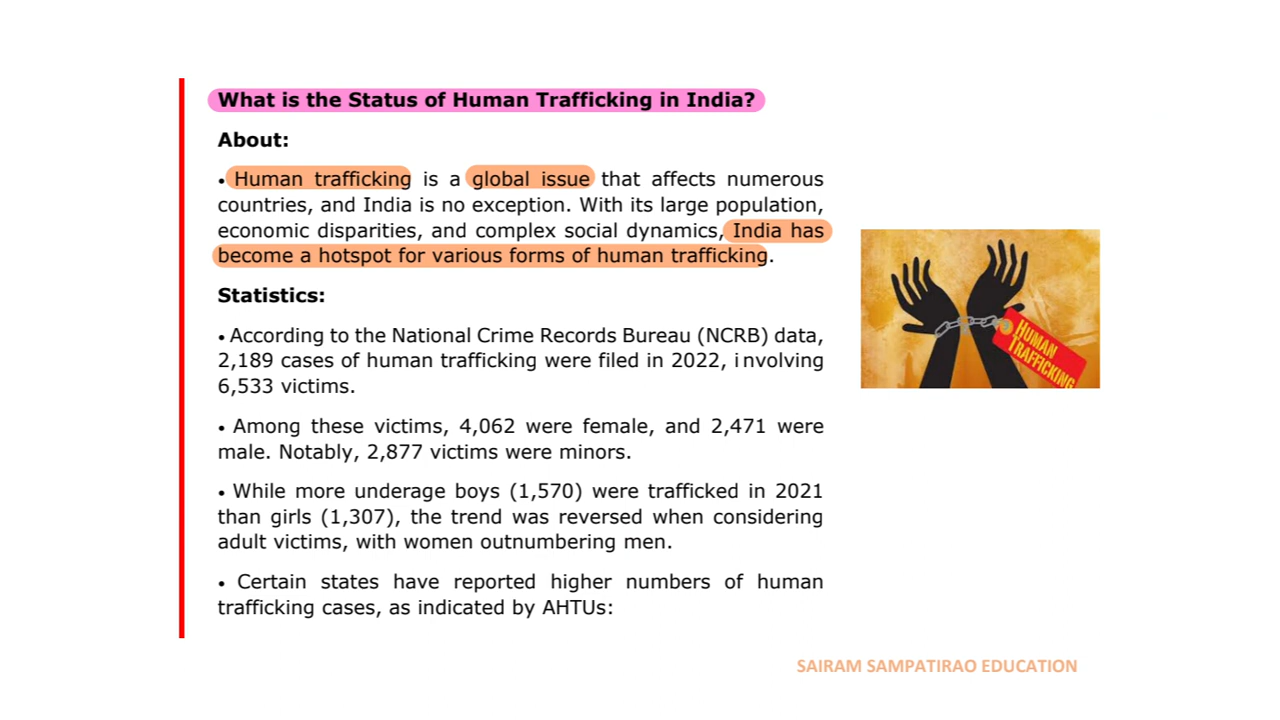 What is the Status of Human Trafficking in India?
About:
• Human trafficking is a global issue that affects numerous
countries, and India is no exception. With its large population,
economic disparities, and complex social dynamics, India has
become a hotspot for various forms of human trafficking.
Statistics:
• According to the National Crime Records Bureau (NCRB) data,
2,189 cases of human trafficking were filed in 2022, involving
6,533 victims.
• Among these victims, 4,062 were female, and 2,471 were
male. Notably, 2,877 victims were minors.
• While more underage boys (1,570) were trafficked in 2021
than girls (1,307), the trend was reversed when considering
adult victims, with women outnumbering men.
• Certain states have reported higher numbers of human
trafficking cases, as indicated by AHTUs:
HUMAN
TRAFFICKING
SAIRAM SAMPATIRAO EDUCATION